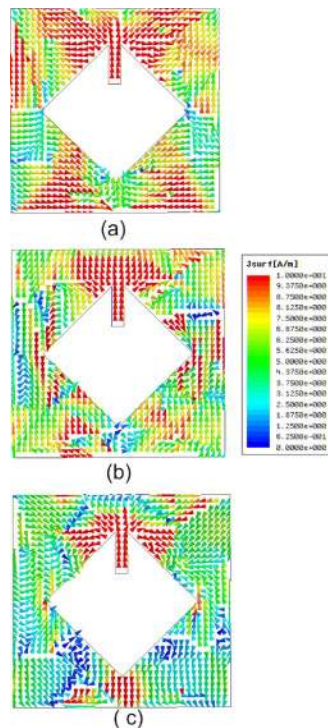 (a)
Jsurf[A/m]
1.0000e+001
9.3750e+000
8.7500e+000
8.1250e+000
7.5000e+000
6.8750e+000
6.2500e+000
5.6250e+000
5.0000e+000
4.3750e+000
3.7500e+000
3.1250e+000
2.5000e+000
1.8750e+000
1.2500e+000
6.2500e-001
0.0000e+000
(b)
(c)